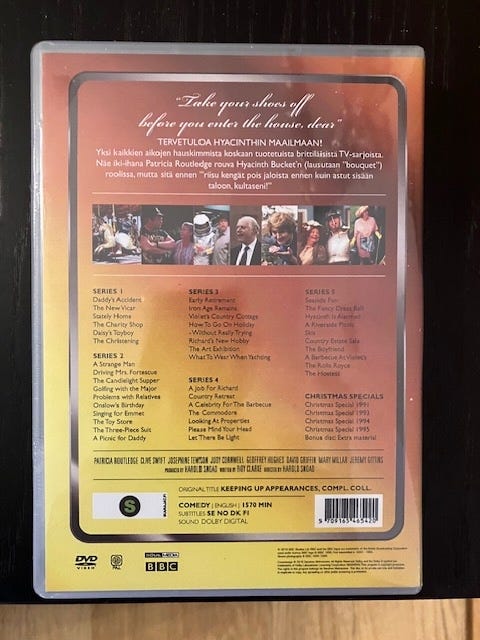 “Take your shoes off
before you enter the house, dear”
TERVETULOA HYACINTHIN MAAILMAAN!
Yksi kaikkien aikojen hauskimmista koskaan tuotetuista brittiläisistä TV-sarjoista.
Näe iki-ihana Patricia Routledge rouva Hyacinth Bucket'n (lausutaan "bouquet")
roolissa, mutta sitä ennen ""riisu kengät pois jaloista ennen kuin astut sisään
taloon, kultaseni!"
SERIES 1
Daddy's Accident
The New Vicar
Stately Home
The Charity Shop
Daisy's Toyboy
The Christening
SERIES 2
A Strange Man
Driving Mrs. Fortescue
The Candlelight Supper
Golfing with the Major
Problems with Relatives
Onslow's Birthday
Singing for Emmet
The Toy Store
The Three-Piece Suit
A Picnic for Daddy
SERIES 3
Early Retirement
Iron Age Remains
Violet's Country Cottage
How To Go On Holiday
-Without Really Trying
Richard's New Hobby
The Art Exhibition
What To Wear When Yachting
SERIES 4
A Job For Richard
Country Retreat
A Celebrity For The Barbecue
The Commodore
Looking At Properties
Please Mind Your Head
Let There Be Light
SERIES 5
Seaside Fun
The Fancy Dress Ball
Hyacinth Is Alarmed
A Riverside Picnic
Skis
Country Estate Sale
The Boyfriend
A Barbecue At Violet's
The Rolls Royce
The Hostess
CHRISTMAS SPECIALS
Christmas Special 1991
Christmas Special 1993
Christmas Special 1994
Christmas Special 1995
Bonus disc: Extra material
PATRICIA ROUTLEDGE CLIVE SWIFT JOSEPHINE TEWSON JUDY CORNWELL GEOFFREY HUGHES DAVID GRIFFIN MARY MILLAR JEREMY GITTINS
PRODUCED BY HAROLD SNOAD WRITTEN BY ROY CLARKE DIRECTED BY HAROLD SNOAD
ORIGINAL TITLE KEEPING UP APPEARANCES, COMPL. COLL.
S
COMEDY | ENGLISH | 1570 MIN
SUBTITLES SE NO DK FI
SOUND DOLBY DIGITAL
5 709165 465420
DVD
VIDEO
PAL
BBC